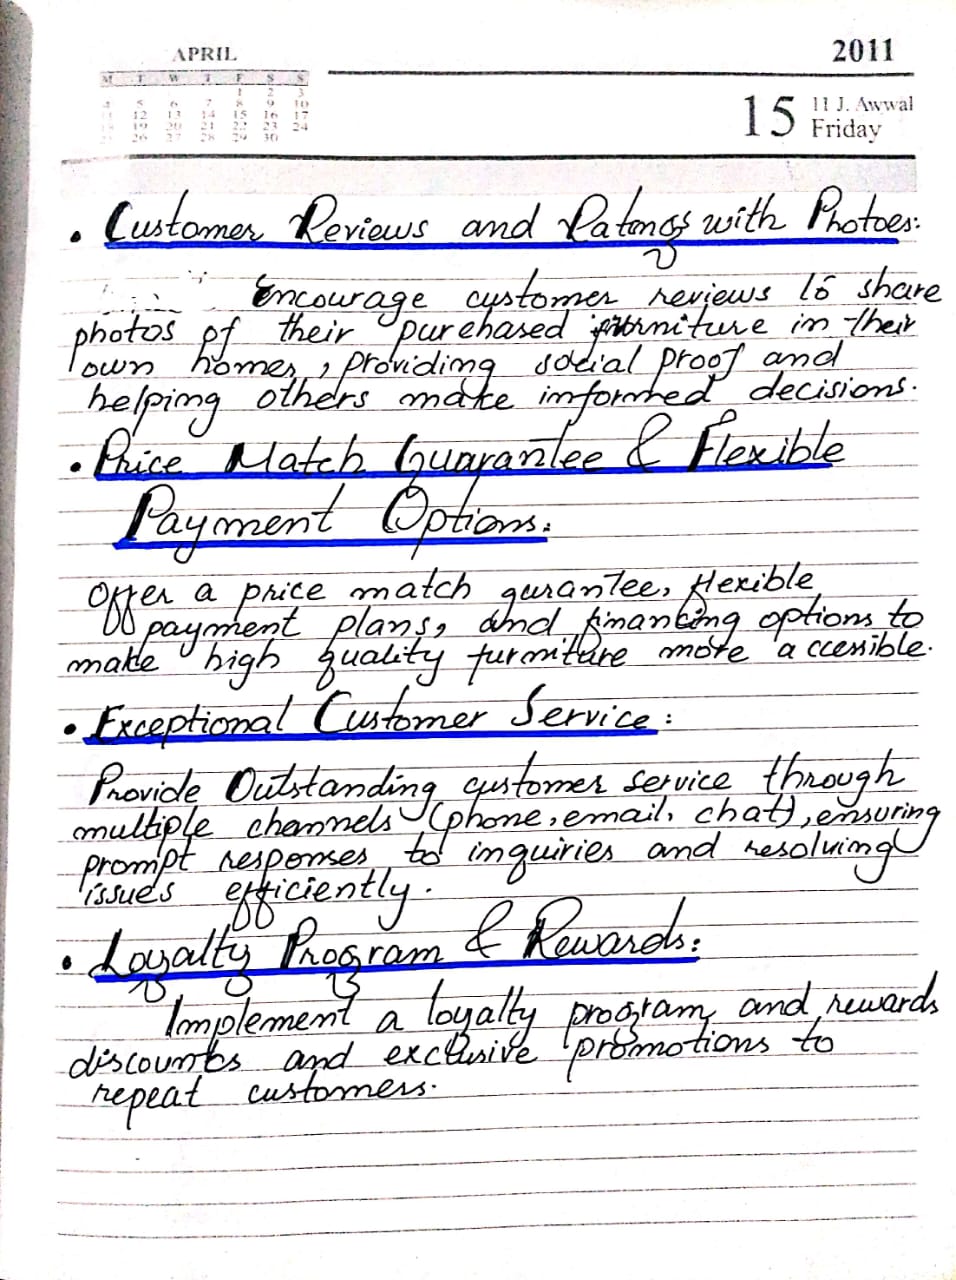 APRIL
2011
M T W T F S S
1 2 3
4 5 6 7 8 9 10
11 12 13 14 15 16 17
18 19 20 21 22 23 24
25 26 27 28 29 30
15 11 J. Awwal
Friday
• Customer Reviews and Ratings with Photoes:
Encourage customer reviews to share
photos of their purchased furniture in their
own homes, providing social proof and
helping others make informed decisions.
• Price Match Guarantee & Flexible
Payment Options:
Offer a price match gurantee, flexible
payment plans, and financing options to
make high quality furniture more accessible.
• Exceptional Customer Service:
Provide Outstanding customer service through
multiple channels (phone, email, chat), ensuring
prompt responses to inquiries and resolving
issues efficiently.
• Loyalty Program & Rewards:
Implement a loyalty program, and rewards
discounts and exclusive promotions to
repeat customers.